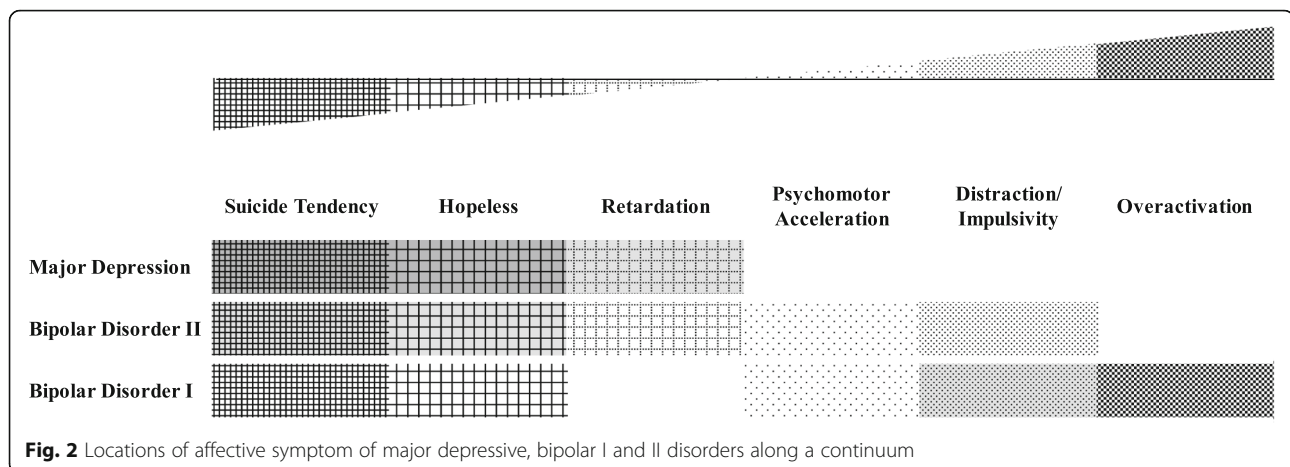 Suicide Tendency Hopeless Retardation Psychomotor Acceleration Distraction/ Impulsivity Overactivation
Major Depression
Bipolar Disorder II
Bipolar Disorder I
Fig. 2 Locations of affective symptom of major depressive, bipolar I and II disorders along a continuum